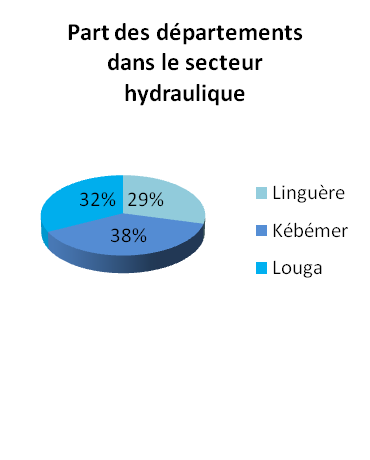 Part des départements
dans le secteur
hydraulique
32% 29%
38%
Linguère
Kébémer
Louga